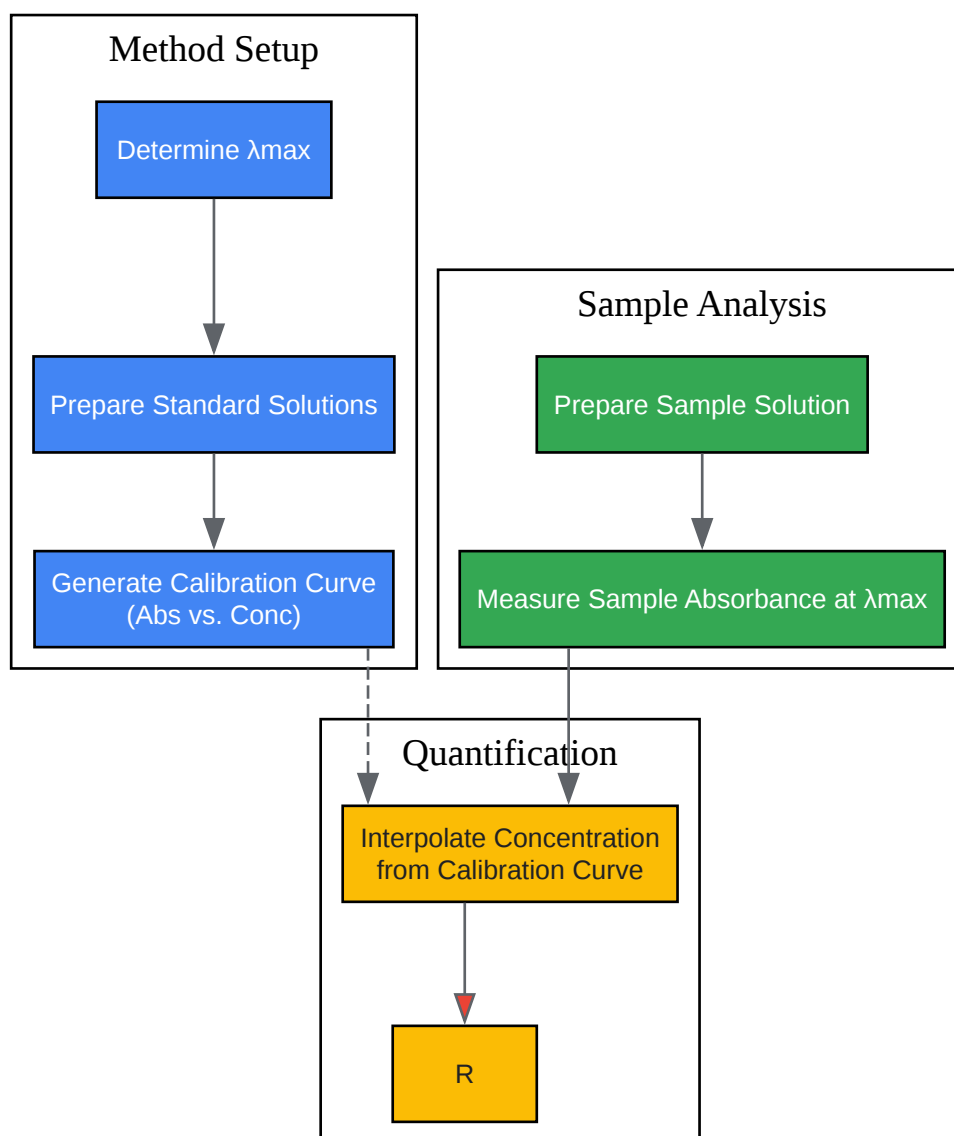 Method Setup
Determine λmax
Prepare Standard Solutions
Generate Calibration Curve
(Abs vs. Conc)
Sample Analysis
Prepare Sample Solution
Measure Sample Absorbance at λmax
Quantification
Interpolate Concentration
from Calibration Curve
R